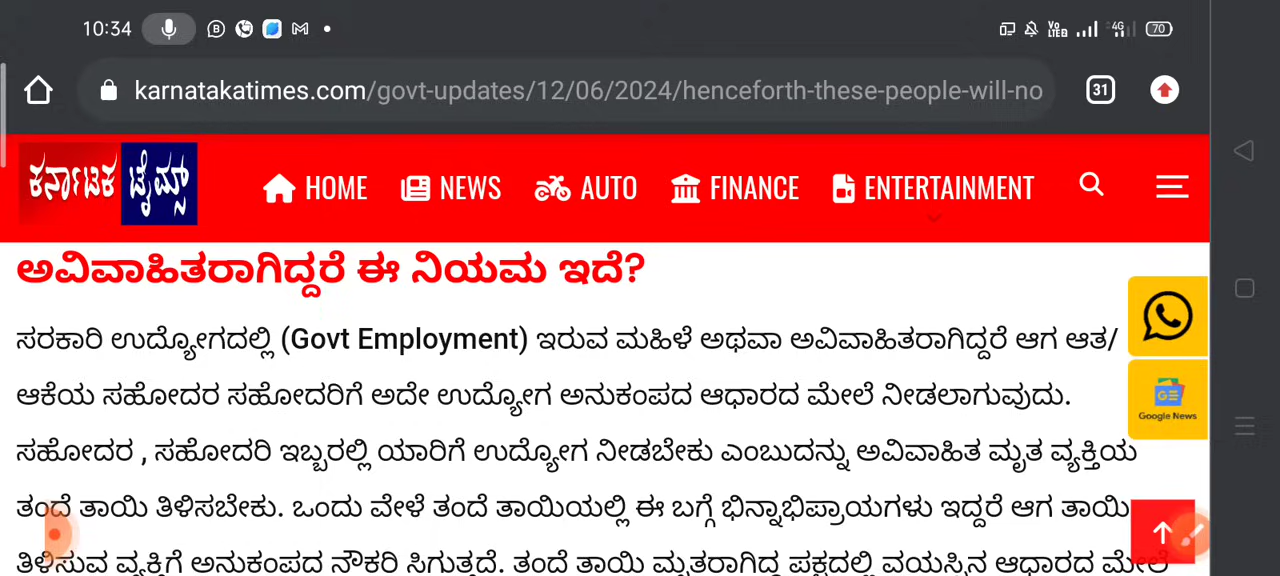 10:34
4G
70
karnatakatimes.com/govt-updates/12/06/2024/henceforth-these-people-will-no
31
ಕರ್ನಾಟಕ ಟೈಮ್ಸ್ HOME NEWS AUTO FINANCE ENTERTAINMENT
ಅವಿವಾಹಿತರಾಗಿದ್ದರೆ ಈ ನಿಯಮ ಇದೆ?
ಸರಕಾರಿ ಉದ್ಯೋಗದಲ್ಲಿ (Govt Employment) ಇರುವ ಮಹಿಳೆ ಅಥವಾ ಅವಿವಾಹಿತರಾಗಿದ್ದರೆ ಆಗ ಆತ/
ಆಕೆಯ ಸಹೋದರ ಸಹೋದರಿಗೆ ಅದೇ ಉದ್ಯೋಗ ಅನುಕಂಪದ ಆಧಾರದ ಮೇಲೆ ನೀಡಲಾಗುವುದು.
Google News
ಸಹೋದರ , ಸಹೋದರಿ ಇಬ್ಬರಲ್ಲಿ ಯಾರಿಗೆ ಉದ್ಯೋಗ ನೀಡಬೇಕು ಎಂಬುದನ್ನು ಅವಿವಾಹಿತ ಮೃತ ವ್ಯಕ್ತಿಯ
ತಂದೆ ತಾಯಿ ತಿಳಿಸಬೇಕು. ಒಂದು ವೇಳೆ ತಂದೆ ತಾಯಿಯಲ್ಲಿ ಈ ಬಗ್ಗೆ ಭಿನ್ನಾಭಿಪ್ರಾಯಗಳು ಇದ್ದರೆ ಆಗ ತಾಯಿ
ತಿಳಿಸುವ ವ್ಯಕ್ತಿಗೆ ಅನುಕಂಪದ ನೌಕರಿ ಸಿಗುತ್ತದೆ. ತಂದೆ ತಾಯಿ ಮೃತರಾಗಿದ್ದ ಪಕ್ಷದಲ್ಲಿ ವಯಸ್ಸಿನ ಆಧಾರದ ಮೇಲೆ